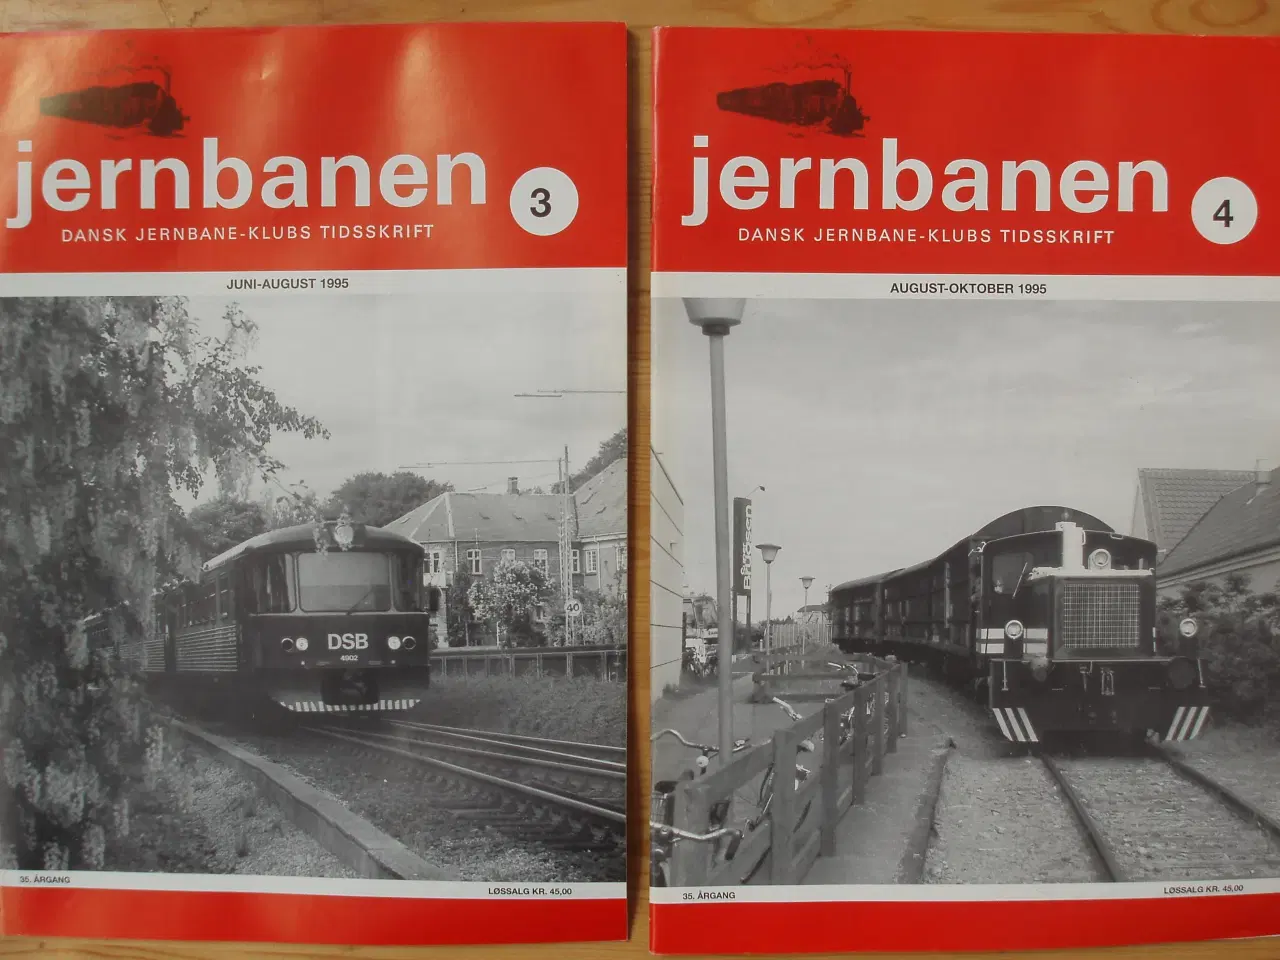 jernbanen
3
DANSK JERNBANE-KLUBS TIDSSKRIFT
JUNI-AUGUST 1995
40
DSB
4902
35. ÅRGANG
LØSSALG KR. 45,00
jernbanen
4
DANSK JERNBANE-KLUBS TIDSSKRIFT
AUGUST-OKTOBER 1995
35. ÅRGANG
LØSSALG KR. 45,00